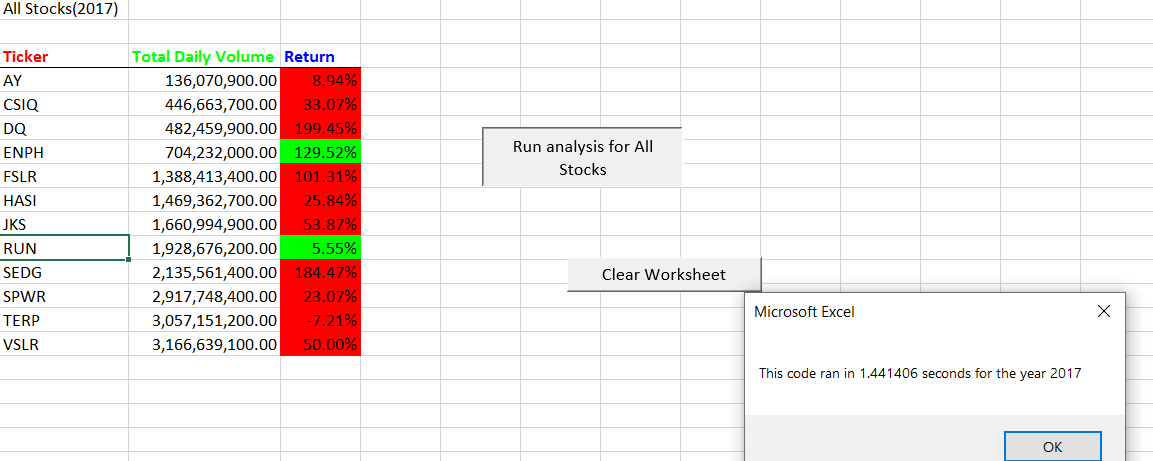 All Stocks(2017)
Ticker Total Daily Volume Return
AY 136,070,900.00 8.94%
CSIQ 446,663,700.00 33.07%
DQ 482,459,900.00 199.45%
ENPH 704,232,000.00 129.52%
FSLR 1,388,413,400.00 101.31%
HASI 1,469,362,700.00 25.84%
JKS 1,660,994,900.00 53.87%
RUN 1,928,676,200.00 5.55%
SEDG 2,135,561,400.00 184.47%
SPWR 2,917,748,400.00 23.07%
TERP 3,057,151,200.00 -7.21%
VSLR 3,166,639,100.00 50.00%
Run analysis for All
Stocks
Clear Worksheet
Microsoft Excel
This code ran in 1.441406 seconds for the year 2017
OK